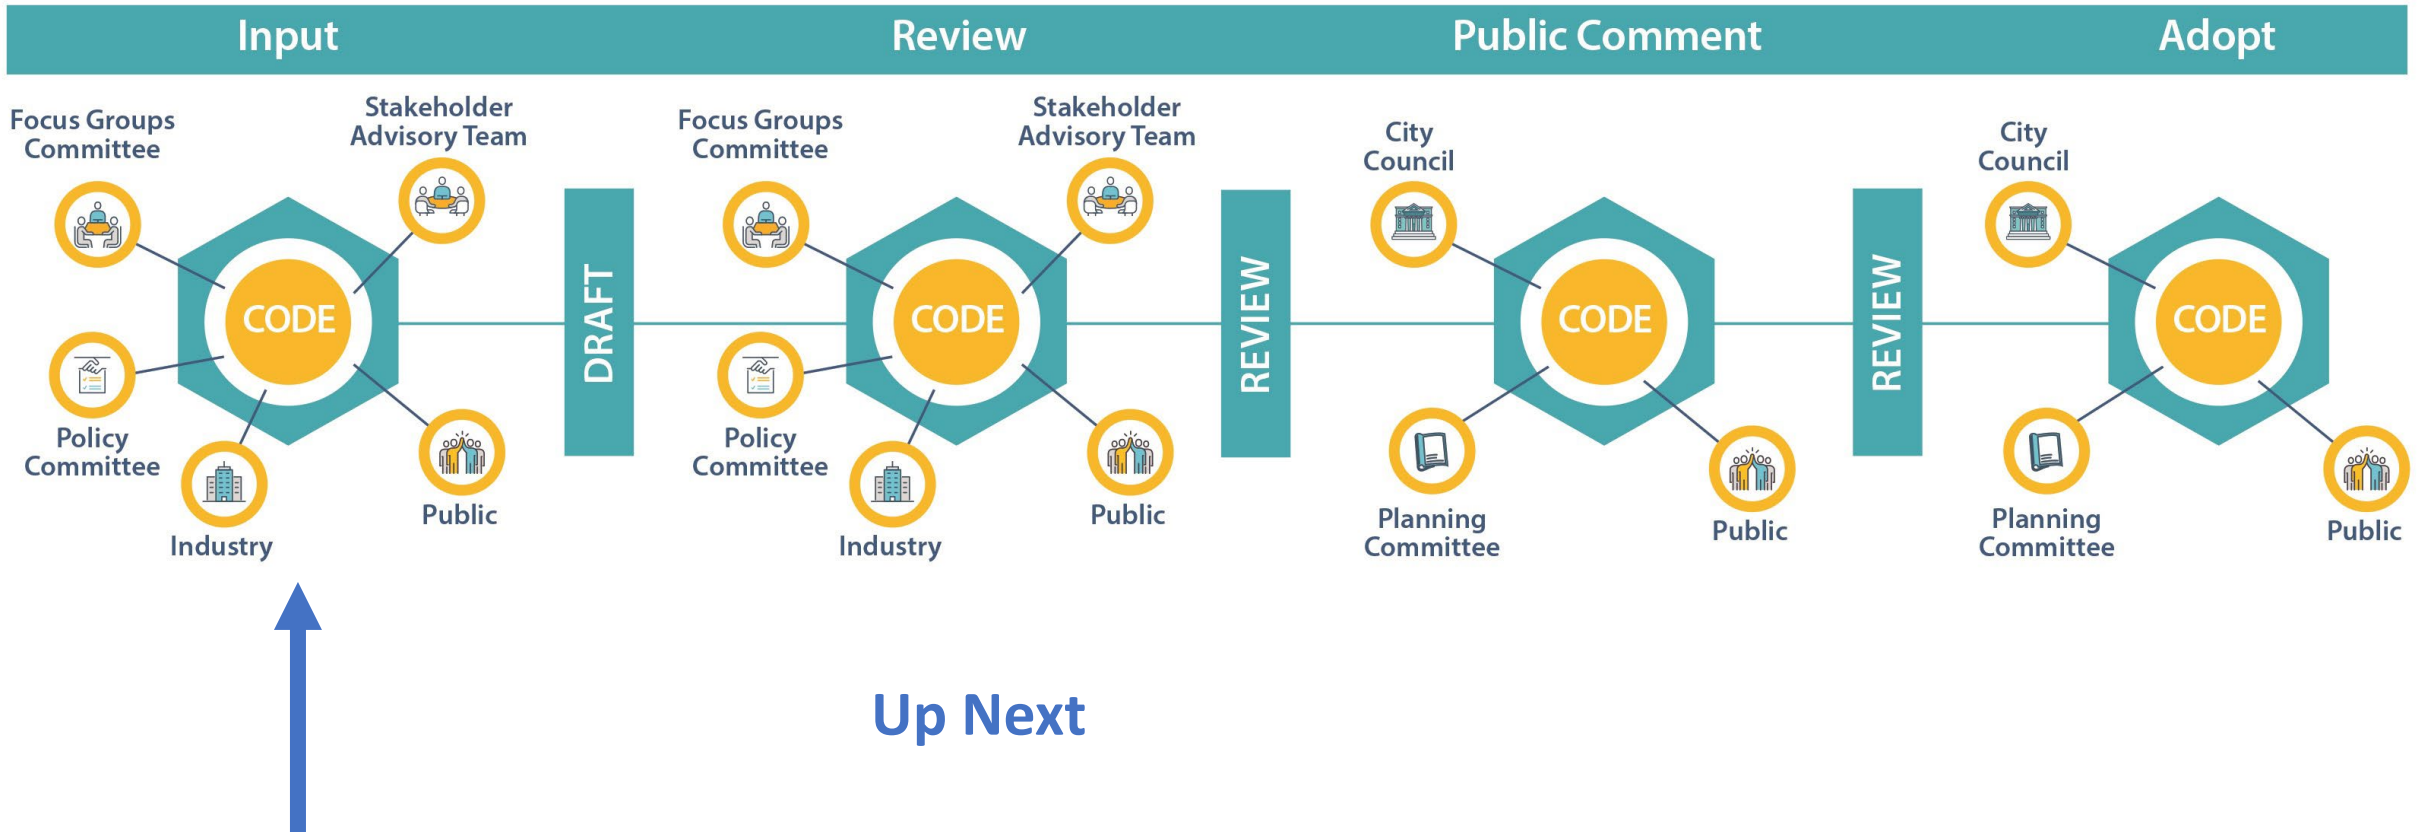 Input
Review
Public Comment
Adopt
Focus Groups
Committee
Stakeholder
Advisory Team
CODE
Policy
Committee
Industry
Public
DRAFT
Focus Groups
Committee
Stakeholder
Advisory Team
CODE
Policy
Committee
Industry
Public
REVIEW
City
Council
CODE
Planning
Committee
Public
REVIEW
City
Council
CODE
Planning
Committee
Public
Up Next